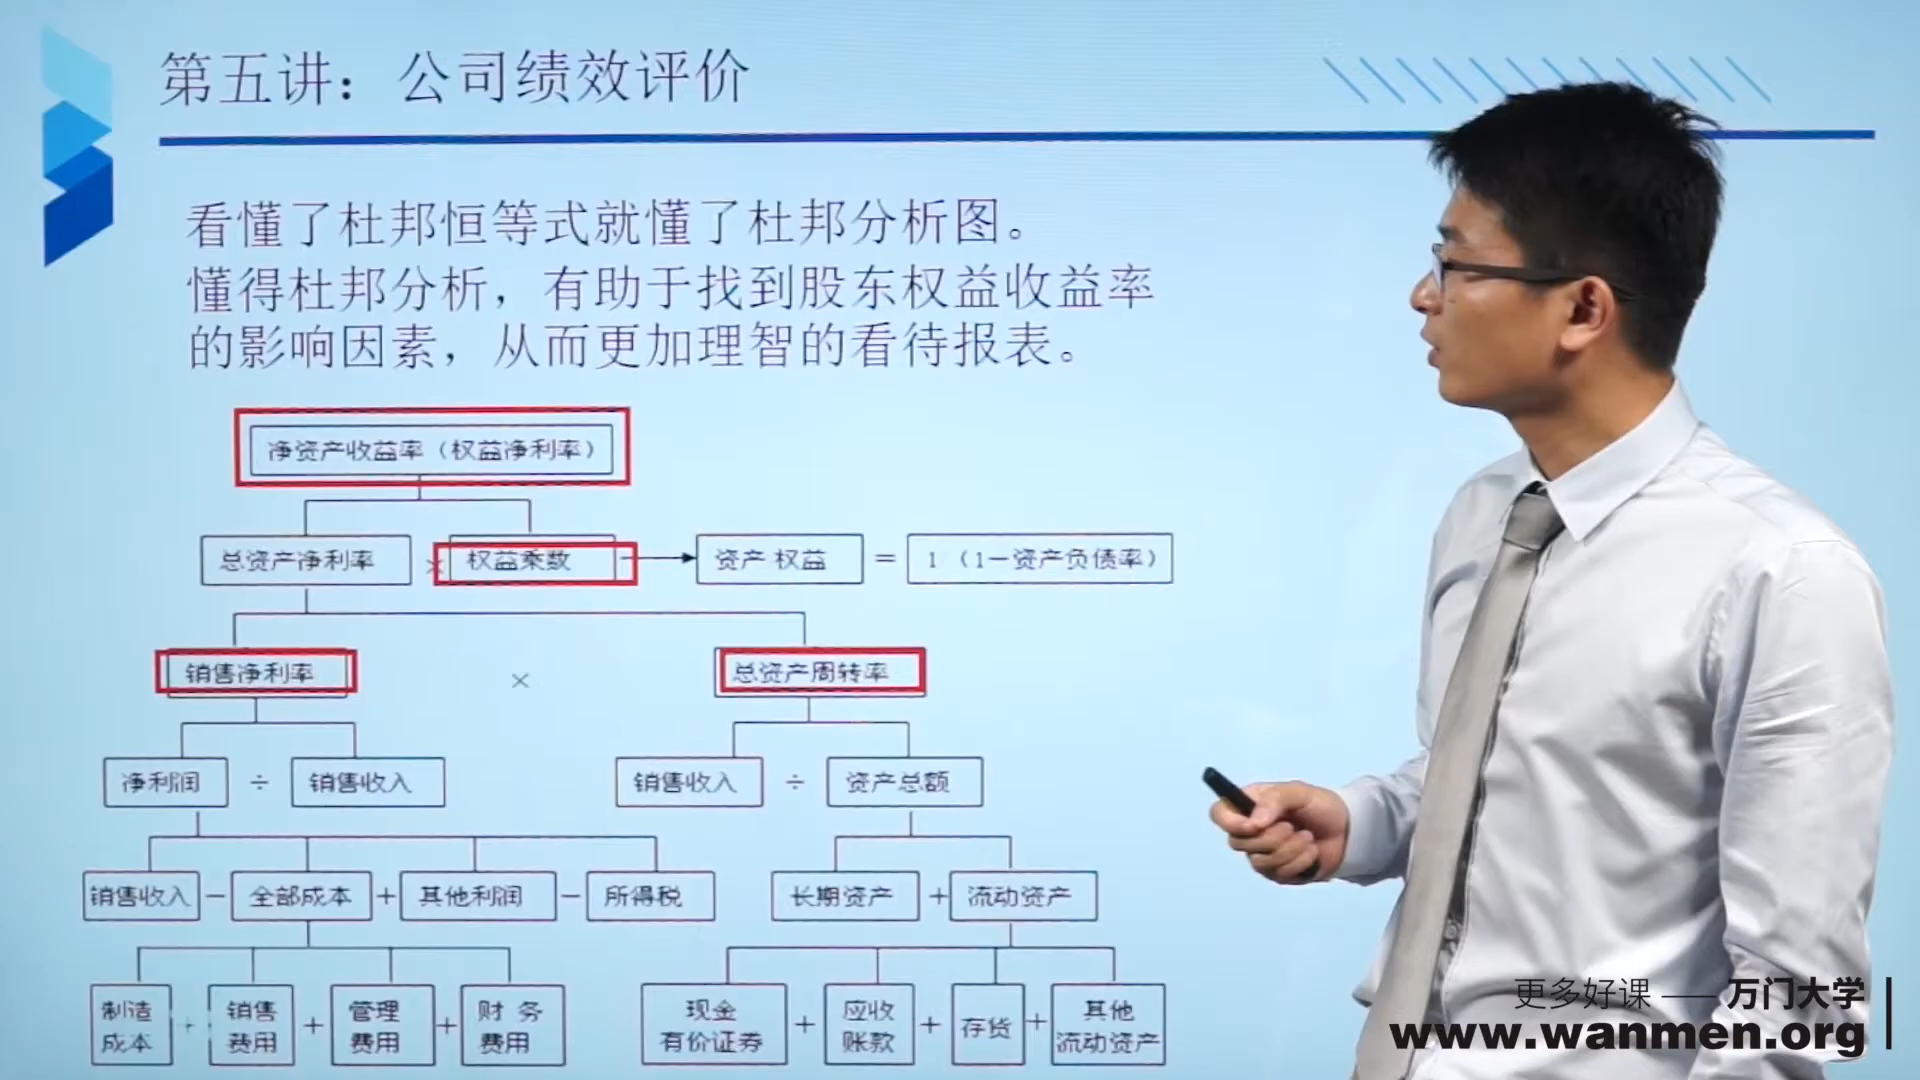 第五讲：公司绩效评价
看懂了杜邦恒等式就懂了杜邦分析图。
懂得杜邦分析，有助于找到股东权益收益率
的影响因素，从而更加理智的看待报表。
净资产收益率（权益净利率）
总资产净利率 × 权益乘数 资产 权益 = 1 （1—资产负债率）
销售净利率 × 总资产周转率
净利润 ÷ 销售收入 销售收入 ÷ 资产总额
销售收入 − 全部成本 + 其他利润 − 所得税 长期资产 + 流动资产
制造 销售 管理 财 务 现金 应收 其他
+ + + + + 存货 +
成本 费用 费用 费用 有价证券 账款 流动资产
更多好课 —— 万门大学
www.wanmen.org